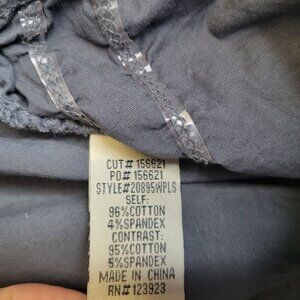 CUT# 156621
PO# 156621
STYLE#20895WPLS
SELF:
96%COTTON
4%SPANDEX
CONTRAST:
95%COTTON
5%SPANDEX
MADE IN CHINA
RN#123923